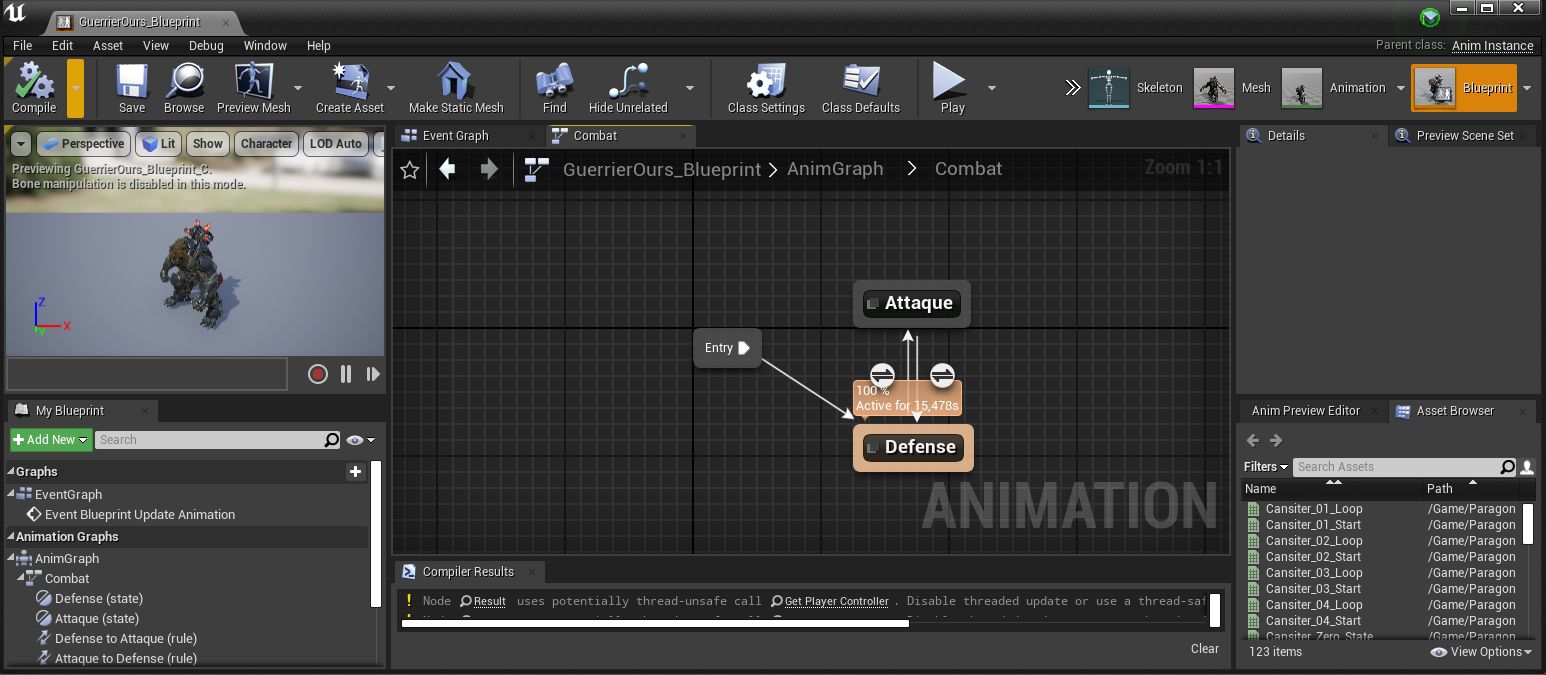 GuerrierOurs_Blueprint
File Edit Asset View Debug Window Help
Parent class: Anim Instance
Compile Save Browse Preview Mesh Create Asset Make Static Mesh Find Hide Unrelated Class Settings Class Defaults Play Skeleton Mesh Animation Blueprint
Perspective Lit Show Character LOD Auto
Previewing GuerrierOurs_Blueprint_C.
Bone manipulation is disabled in this mode.
Z
X
Y
My Blueprint
Add New Search
Graphs
EventGraph
Event Blueprint Update Animation
Animation Graphs
AnimGraph
Combat
Defense (state)
Attaque (state)
Defense to Attaque (rule)
Attaque to Defense (rule)
Event Graph Combat
GuerrierOurs_Blueprint AnimGraph Combat
Zoom 1:1
Attaque
Entry
100 %
Active for 15,478s
Defense
ANIMATION
Compiler Results
Node Result uses potentially thread-unsafe call Get Player Controller . Disable threaded update or use a thread-saf
Clear
Details Preview Scene Set
Anim Preview Editor Asset Browser
Filters Search Assets
Name Path
Cansiter_01_Loop /Game/Paragon
Cansiter_01_Start /Game/Paragon
Cansiter_02_Loop /Game/Paragon
Cansiter_02_Start /Game/Paragon
Cansiter_03_Loop /Game/Paragon
Cansiter_03_Start /Game/Paragon
Cansiter_04_Loop /Game/Paragon
Cansiter_04_Start /Game/Paragon
Cansiter_Zero_State /Game/Paragon
123 items View Options